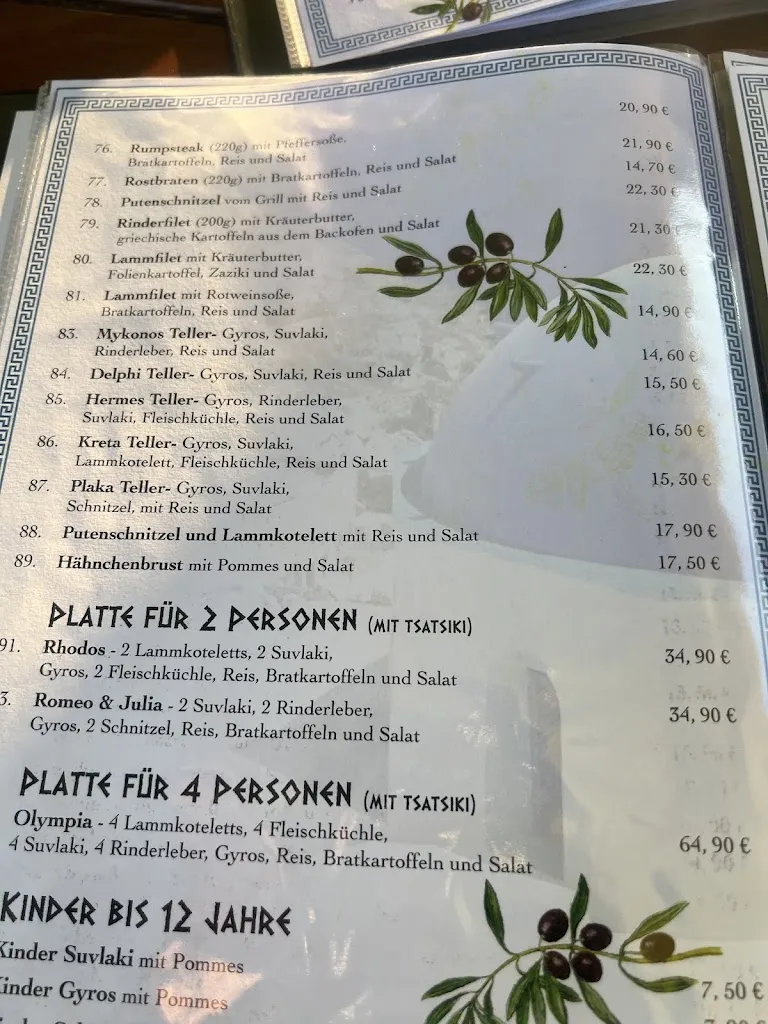 76. Rumpsteak (220g) mit Pfeffersoße, 20,90 €
Bratkartoffeln, Reis und Salat
77. Rostbraten (220g) mit Bratkartoffeln, Reis und Salat 21,90 €
78. Putenschnitzel vom Grill mit Reis und Salat 14,70 €
79. Rinderfilet (200g) mit Kräuterbutter, 22,30 €
griechische Kartoffeln aus dem Backofen und Salat
80. Lammfilet mit Kräuterbutter, 21,30 €
Folienkartoffel, Zaziki und Salat
81. Lammfilet mit Rotweinsoße, 22,30 €
Bratkartoffeln, Reis und Salat
83. Mykonos Teller- Gyros, Suvlaki, 14,90 €
Rinderleber, Reis und Salat
84. Delphi Teller- Gyros, Suvlaki, Reis und Salat 14,60 €
85. Hermes Teller- Gyros, Rinderleber, 15,50 €
Suvlaki, Fleischküchle, Reis und Salat
86. Kreta Teller- Gyros, Suvlaki, 16,50 €
Lammkotelett, Fleischküchle, Reis und Salat
87. Plaka Teller- Gyros, Suvlaki, 15,30 €
Schnitzel, mit Reis und Salat
88. Putenschnitzel und Lammkotelett mit Reis und Salat 17,90 €
89. Hähnchenbrust mit Pommes und Salat 17,50 €
PLATTE FÜR 2 PERSONEN (MIT TSATSIKI)
91. Rhodos - 2 Lammkoteletts, 2 Suvlaki, 34,90 €
Gyros, 2 Fleischküchle, Reis, Bratkartoffeln und Salat
3. Romeo & Julia - 2 Suvlaki, 2 Rinderleber, 34,90 €
Gyros, 2 Schnitzel, Reis, Bratkartoffeln und Salat
PLATTE FÜR 4 PERSONEN (MIT TSATSIKI)
Olympia - 4 Lammkoteletts, 4 Fleischküchle, 64,90 €
4 Suvlaki, 4 Rinderleber, Gyros, Reis, Bratkartoffeln und Salat
KINDER BIS 12 JAHRE
Kinder Suvlaki mit Pommes 7,50 €
Kinder Gyros mit Pommes